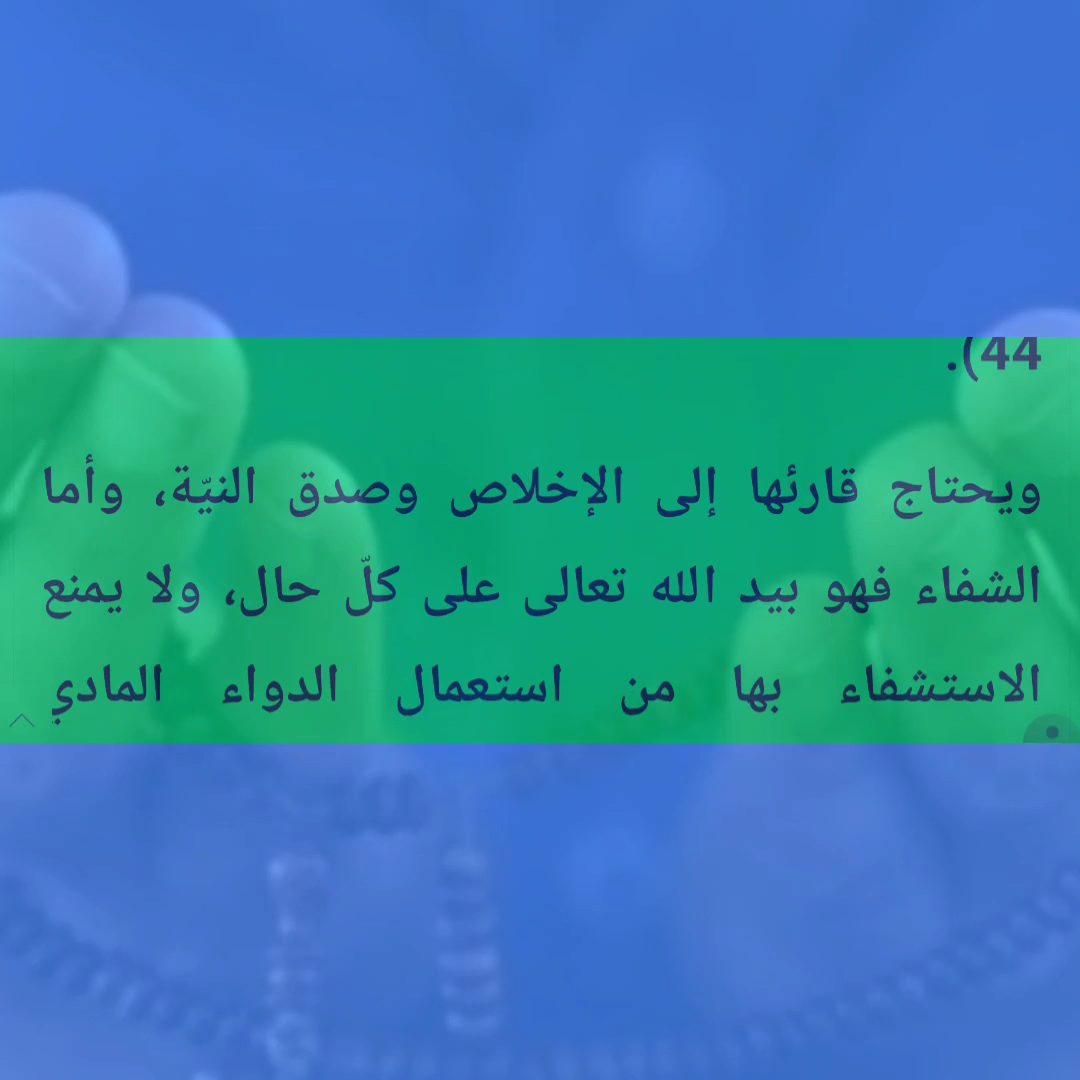 44).
ويحتاج قارئها إلى الإخلاص وصدق النيّة، وأما
الشفاء فهو بيد الله تعالى على كلّ حال، ولا يمنع
الاستشفاء بها من استعمال الدواء المادي